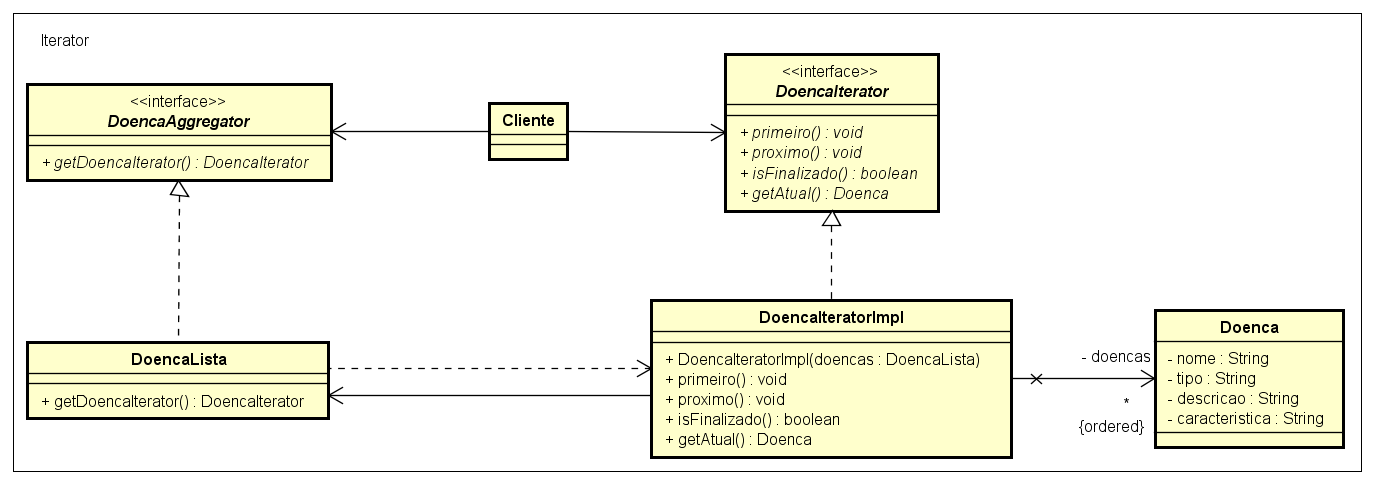 Iterator
<<interface>>
DoencaAggregator
+ getDoencaIterator() : DoencaIterator
Cliente
<<interface>>
DoencaIterator
+ primeiro() : void
+ proximo() : void
+ isFinalizado() : boolean
+ getAtual() : Doenca
DoencaLista
+ getDoencaIterator() : DoencaIterator
DoencaIteratorImpl
+ DoencaIteratorImpl(doencas : DoencaLista)
+ primeiro() : void
+ proximo() : void
+ isFinalizado() : boolean
+ getAtual() : Doenca
- doencas
*
{ordered}
Doenca
- nome : String
- tipo : String
- descricao : String
- caracteristica : String